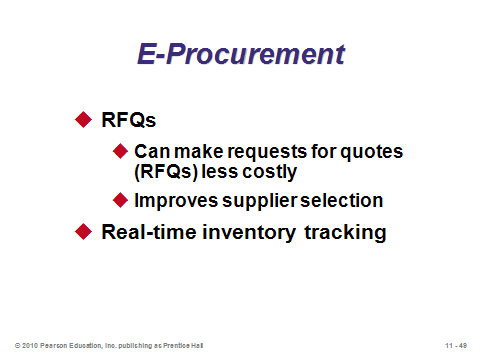 E-Procurement
RFQs
Can make requests for quotes
(RFQs) less costly
Improves supplier selection
Real-time inventory tracking
© 2010 Pearson Education, Inc. publishing as Prentice Hall
11 - 49